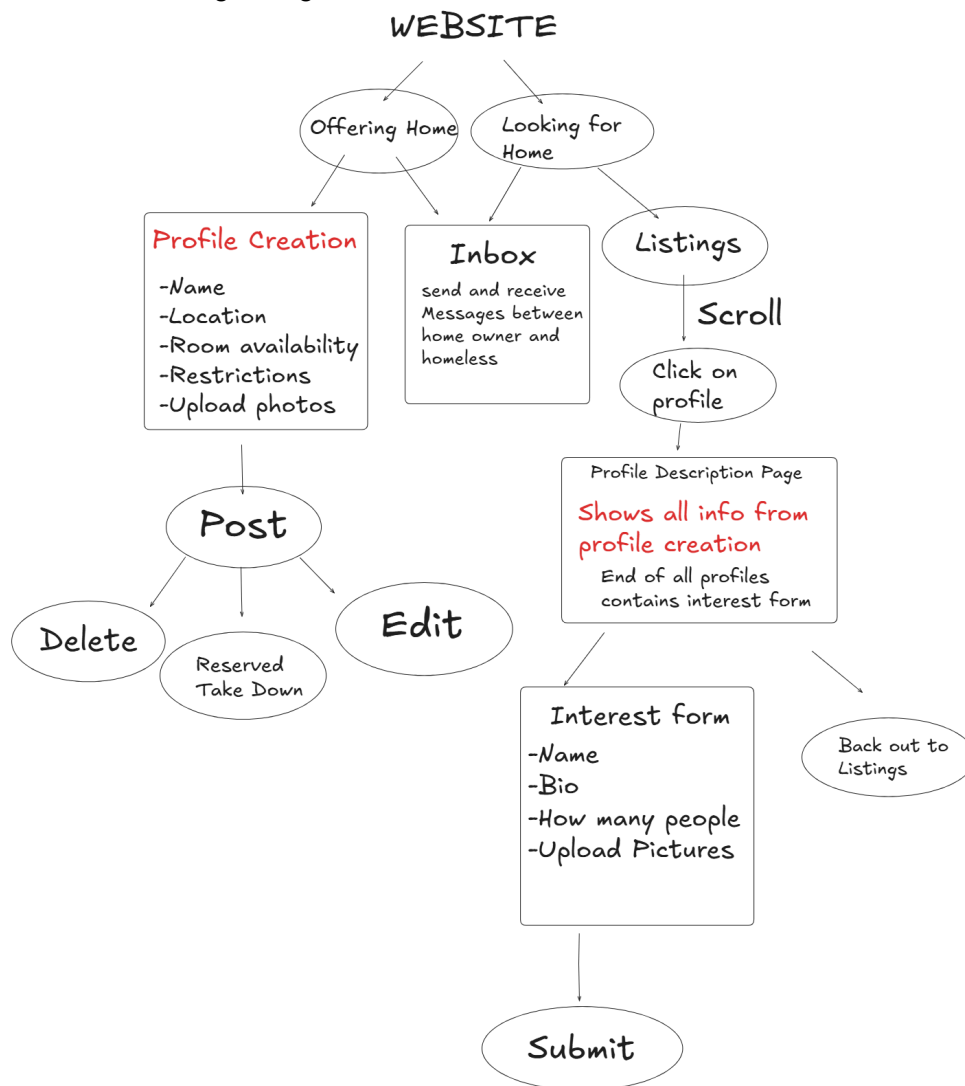 WEBSITE
Offering Home
Looking for
Home
Profile Creation
-Name
-Location
-Room availability
-Restrictions
-Upload photos
Inbox
send and receive
Messages between
home owner and
homeless
Listings
Scroll
Click on
profile
Profile Description Page
Shows all info from
profile creation
End of all profiles
contains interest form
Post
Delete
Reserved
Take Down
Edit
Interest form
-Name
-Bio
-How many people
-Upload Pictures
Back out to
Listings
Submit